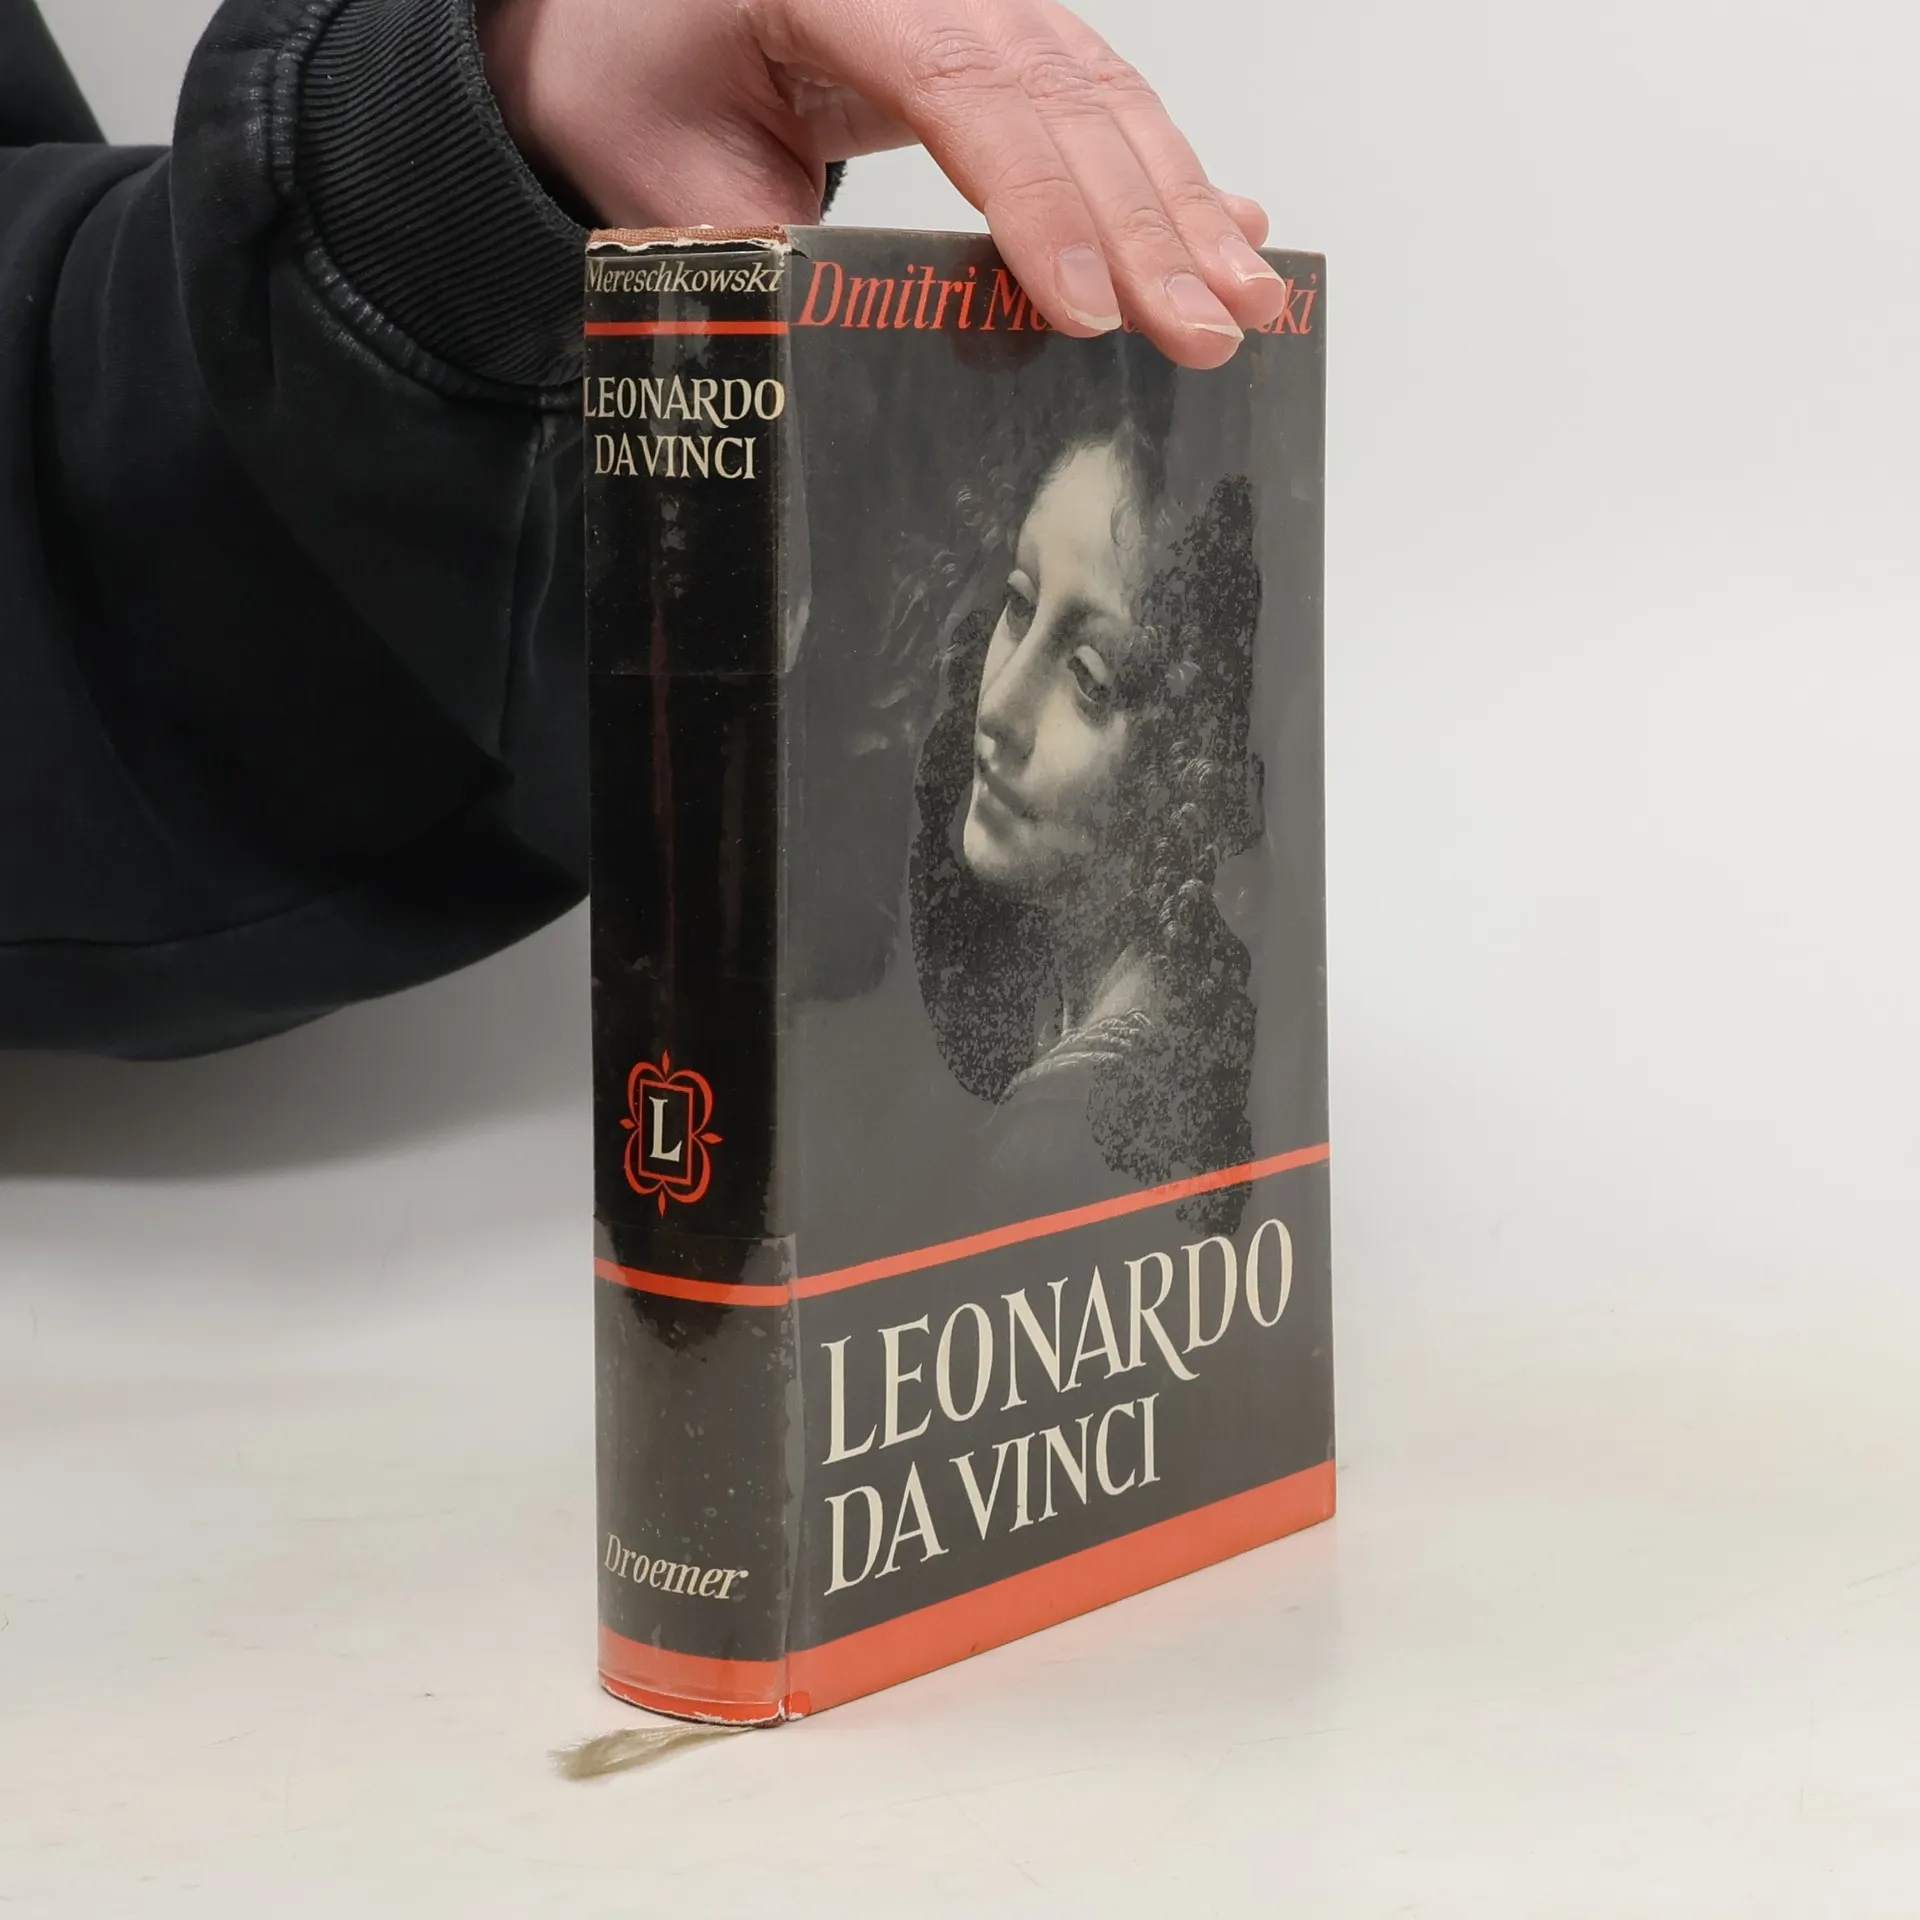 Mereschkowski
LEONARDO
DA VINCI
L
Droemer
Dmitri
LEONARDO
DA VINCI